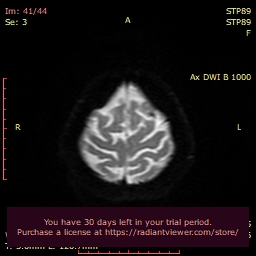 Im: 41/44
Se: 3
A
STP89
STP89
F
Ax DWI B 1000
R
L
You have 30 days left in your trial period.
Purchase a license at https://radiantviewer.com/store/